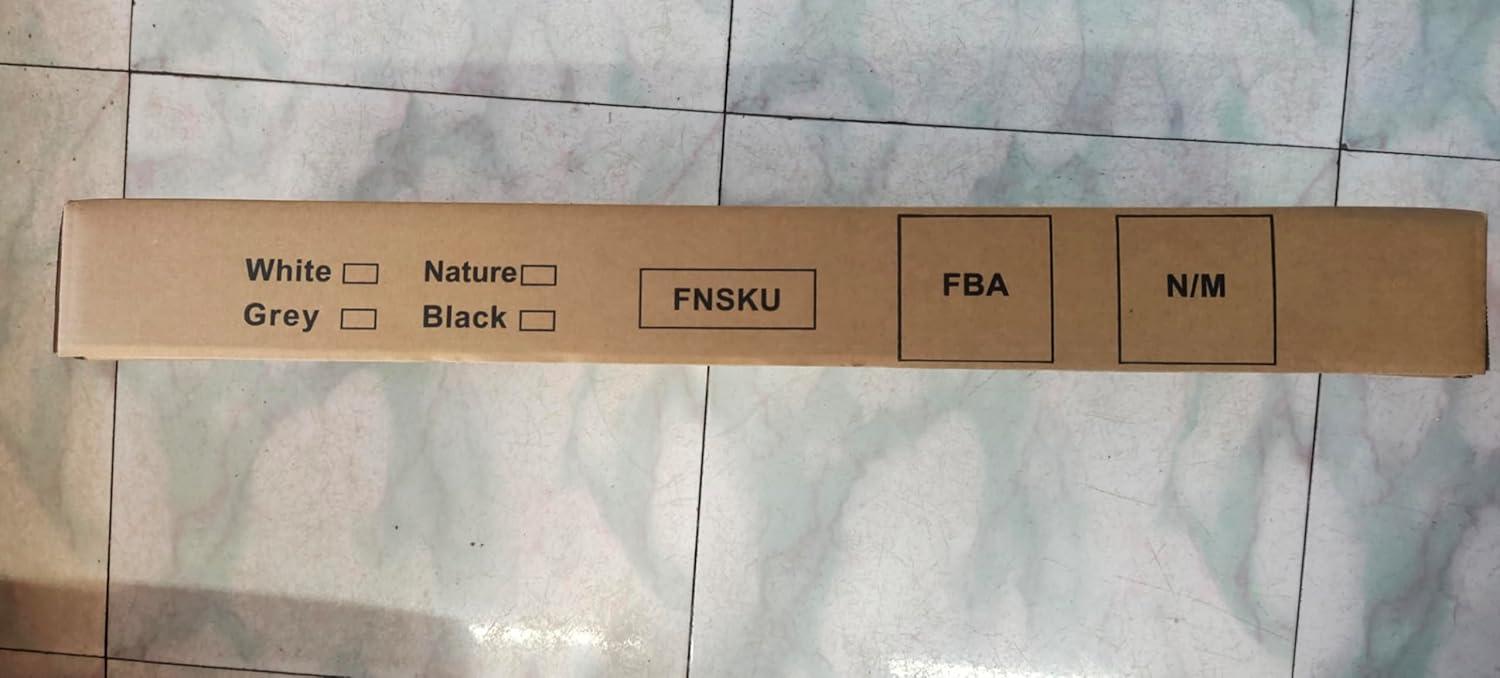 White Nature
Grey Black
FNSKU
FBA
N/M